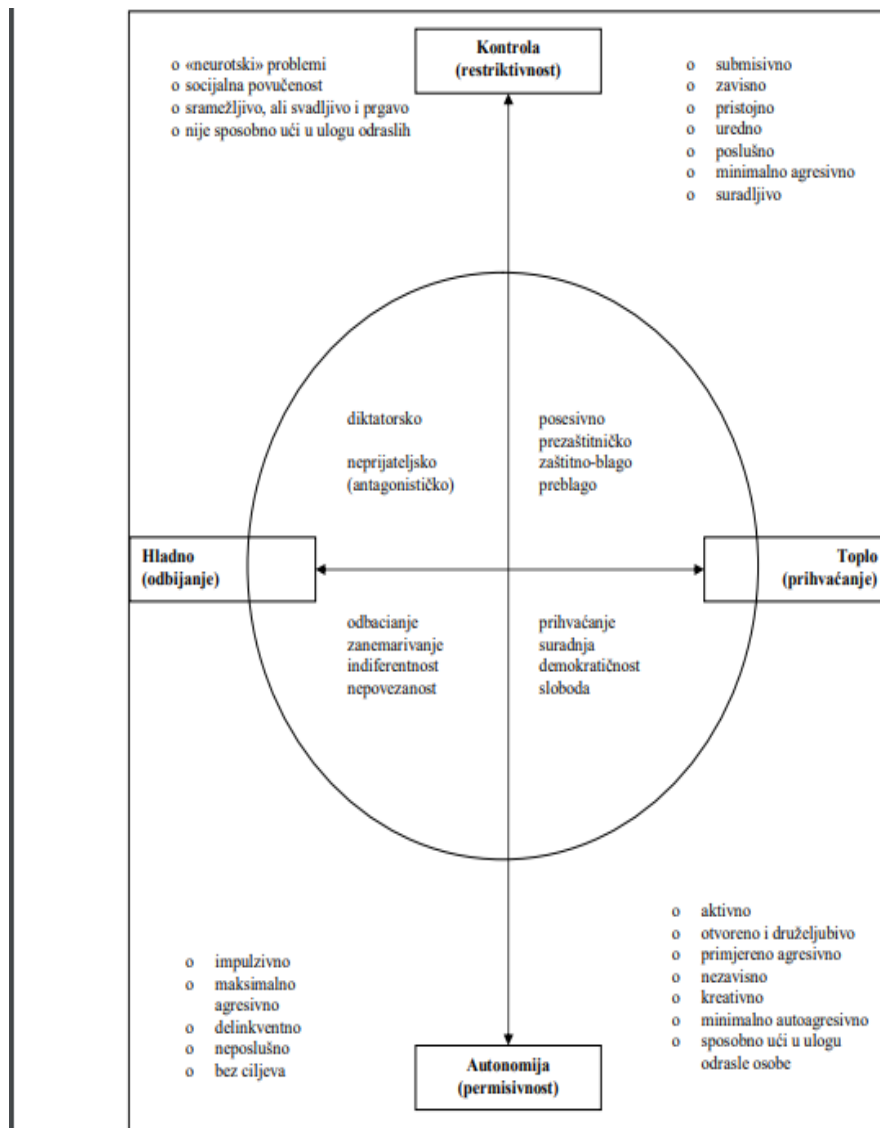 Kontrola
(restriktivnost)
o «neurotski» problemi
o socijalna povučenost
o sramežljivo, ali svadljivo i prgavo
o nije sposobno ući u ulogu odraslih
o submisivno
o zavisno
o pristojno
o uredno
o poslušno
o minimalno agresivno
o suradljivo
diktatorsko
neprijateljsko
(antagonističko)
posesivno
prezaštitničko
zaštitno-blago
preblago
Hladno
(odbijanje)
Toplo
(prihvaćanje)
odbacianje
zanemarivanje
indiferentnost
nepovezanost
prihvaćanje
suradnja
demokratičnost
sloboda
o impulzivno
o maksimalno
agresivno
o delinkventno
o neposlušno
o bez ciljeva
o aktivno
o otvoreno i druželjubivo
o primjereno agresivno
o nezavisno
o kreativno
o minimalno autoagresivno
o sposobno ući u ulogu
odrasle osobe
Autonomija
(permisivnost)